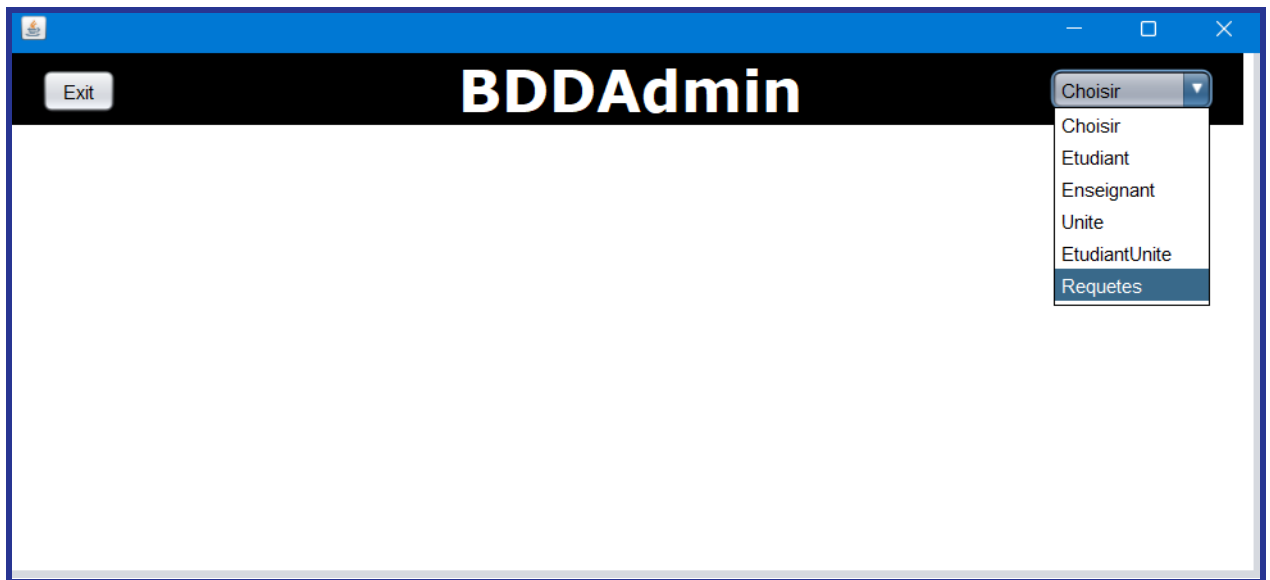 Exit
BDDAdmin
Choisir
Choisir
Etudiant
Enseignant
Unite
EtudiantUnite
Requetes